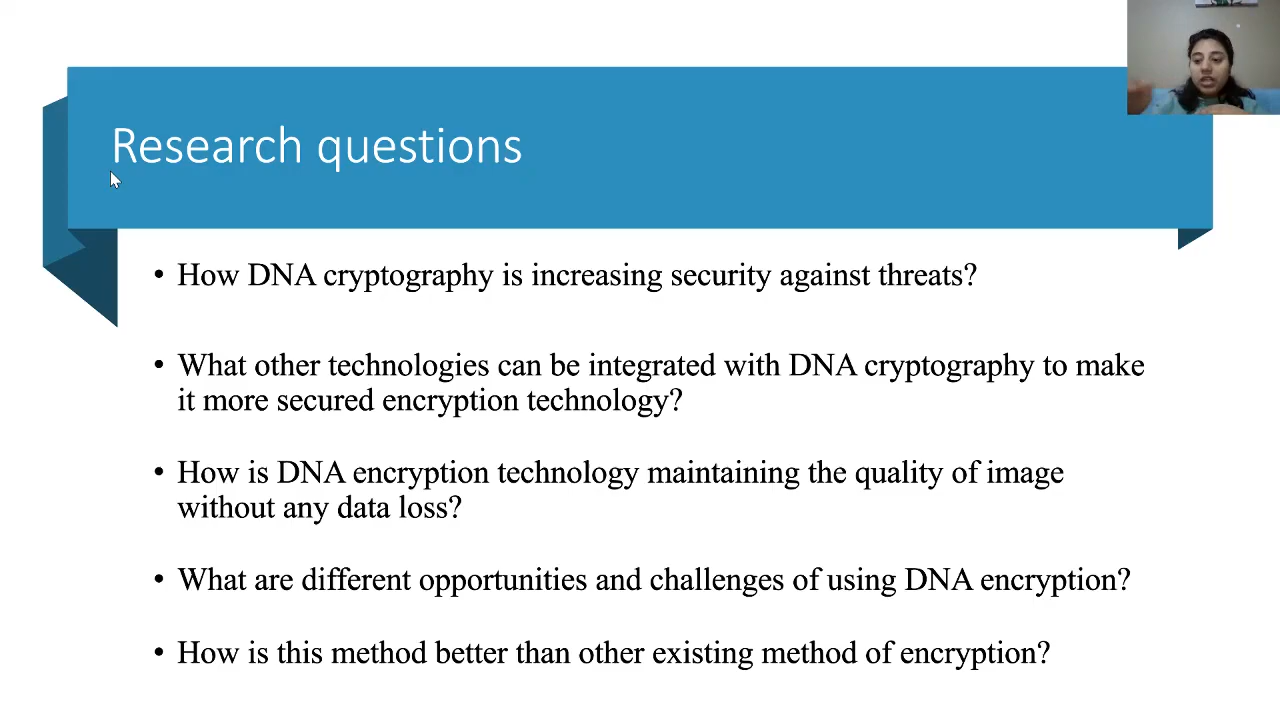 Research questions
• How DNA cryptography is increasing security against threats?
• What other technologies can be integrated with DNA cryptography to make
it more secured encryption technology?
• How is DNA encryption technology maintaining the quality of image
without any data loss?
• What are different opportunities and challenges of using DNA encryption?
• How is this method better than other existing method of encryption?